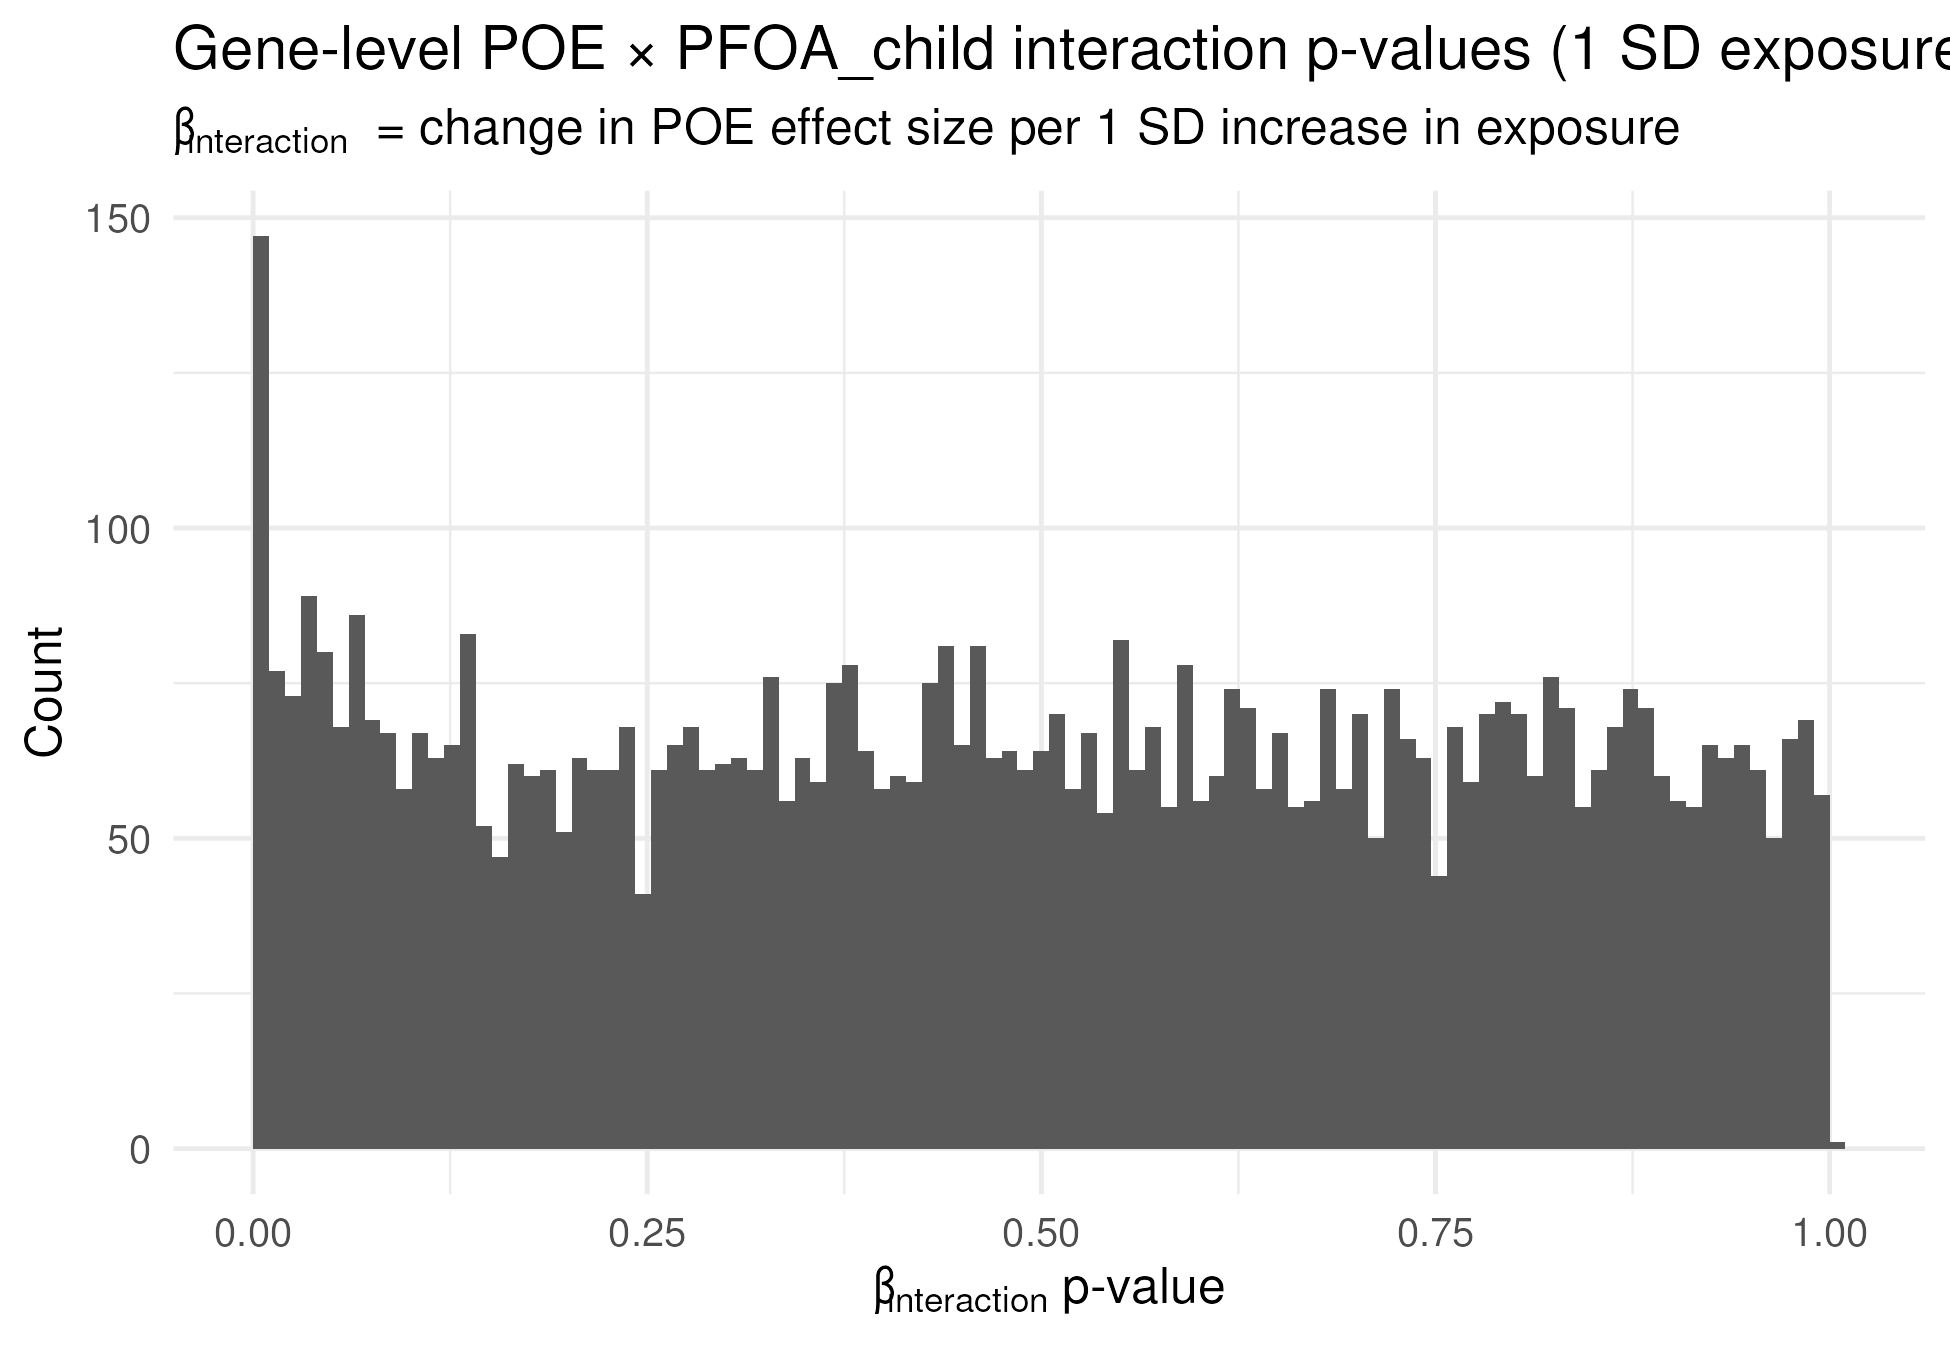 Gene-level POE × PFOA_child interaction p-values (1 SD exposure
βinteraction = change in POE effect size per 1 SD increase in exposure
150
100
50
0
Count
0.00 0.25 0.50 0.75 1.00
βinteraction p-value